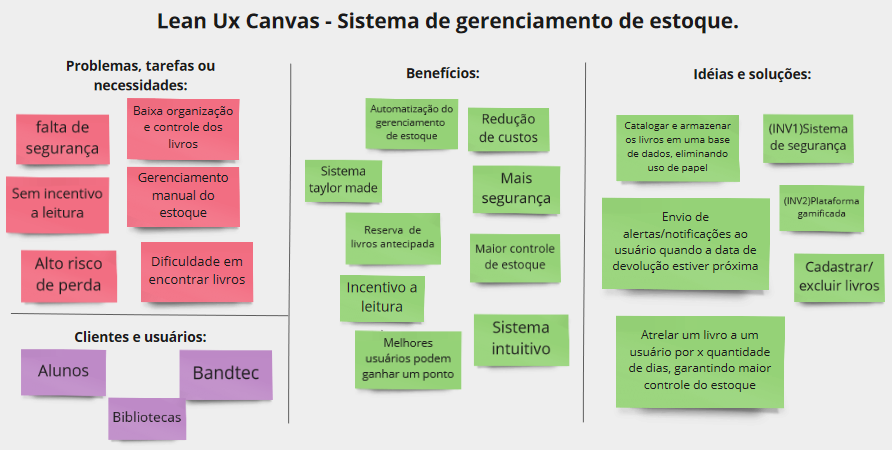 Lean Ux Canvas - Sistema de gerenciamento de estoque.
Problemas, tarefas ou
necessidades:
falta de
segurança
Baixa organização
e controle dos
livros
Sem incentivo
a leitura
Gerenciamento
manual do
estoque
Alto risco
de perda
Dificuldade em
encontrar livros
Clientes e usuários:
Alunos
Bandtec
Bibliotecas
Benefícios:
Automatização do
gerenciamento
de estoque
Redução
de custos
Sistema
taylor made
Mais
segurança
Reserva de
livros antecipada
Maior controle
de estoque
Incentivo a
leitura
Sistema
intuitivo
Melhores
usuários podem
ganhar um ponto
Idéias e soluções:
Catalogar e armazenar
os livros em uma base
de dados, eliminando
uso de papel
(INV1)Sistema
de segurança
(INV2)Plataforma
gamificada
Envio de
alertas/notificações ao
usuário quando a data de
devolução estiver próxima
Cadastrar/
excluir livros
Atrelar um livro a um
usuário por x quantidade
de dias, garantindo maior
controle do estoque